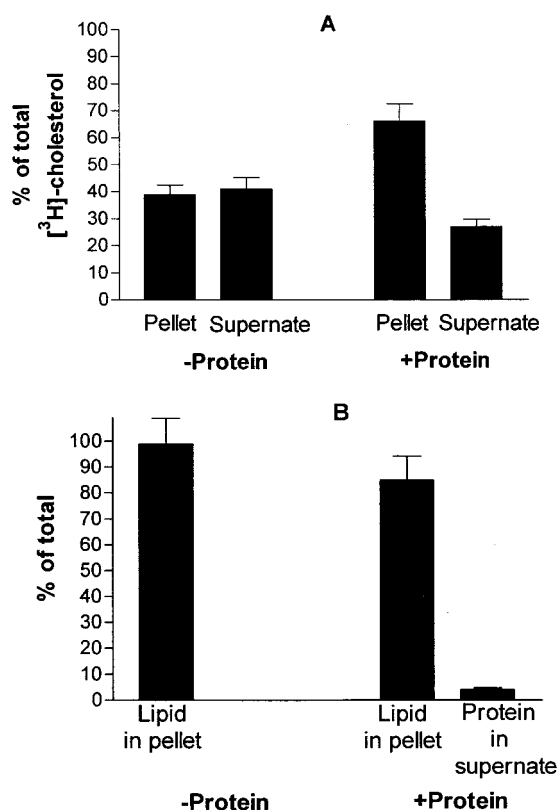 A
% of total
[³H]-cholesterol
100
90
80
70
60
50
40
30
20
10
0
Pellet Supernate Pellet Supernate
-Protein +Protein
B
% of total
100
90
80
70
60
50
40
30
20
10
0
Lipid Lipid Protein
in pellet in pellet in
supernate
-Protein +Protein